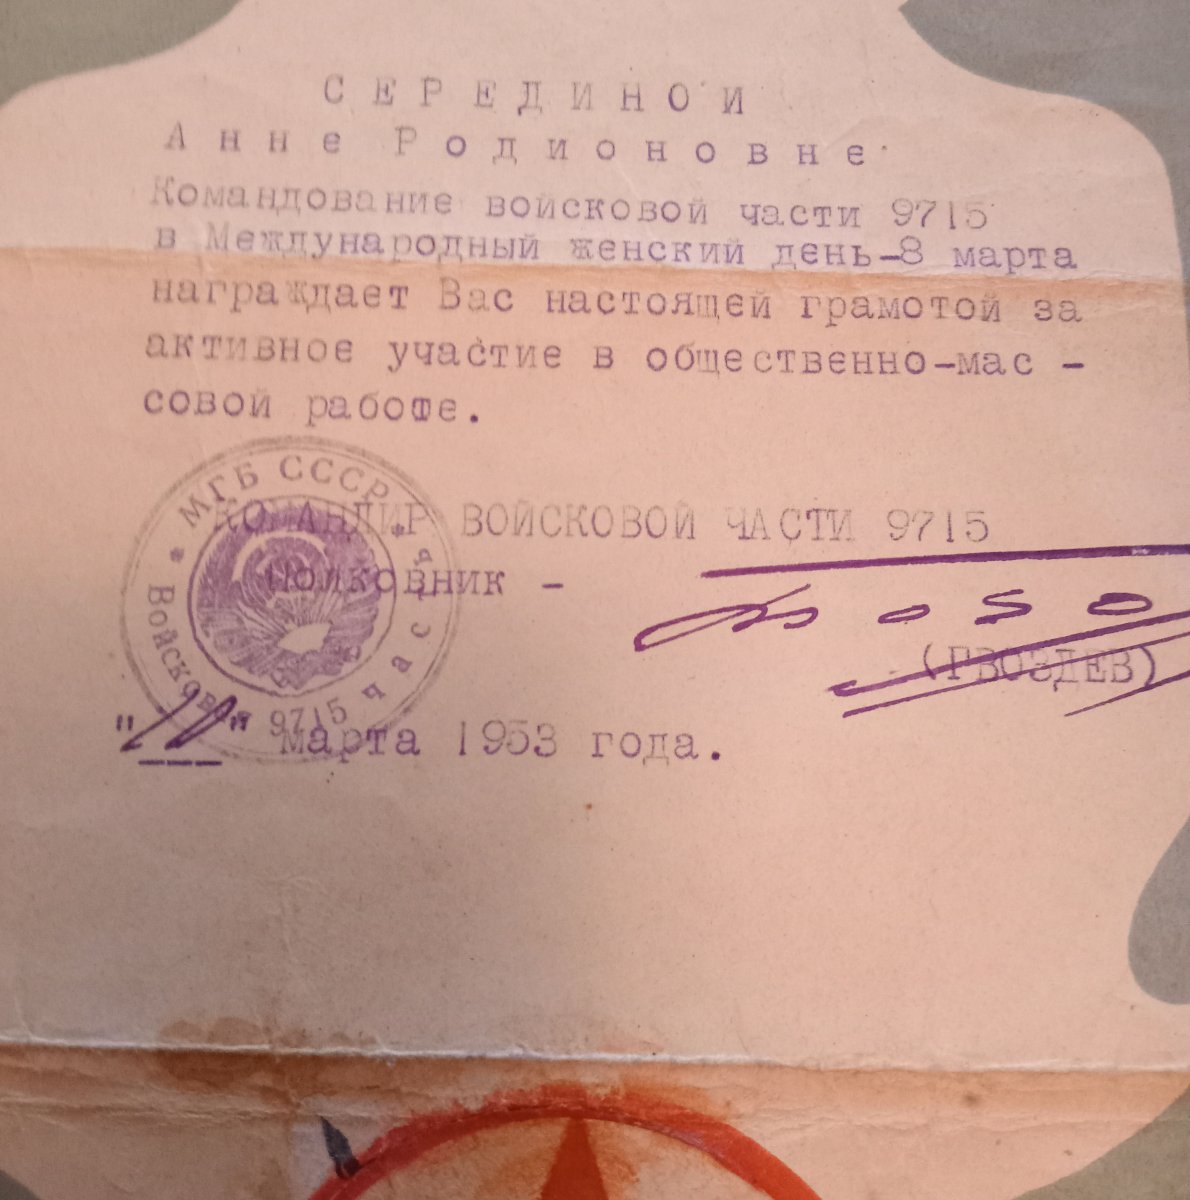 СЕРЕДИНОЙ
Анне Родионовне
Командование войсковой части 9715
в Международный женский день-8 марта
награждает Вас настоящей грамотой за
активное участие в общественно-мас -
совой работе.
* МГБ СССР *
Войсковая часть
9715
КОМАНДИР ВОЙСКОВОЙ ЧАСТИ 9715
ПОЛКОВНИК -
(ГВОЗДЕВ)
" " марта 1953 года.